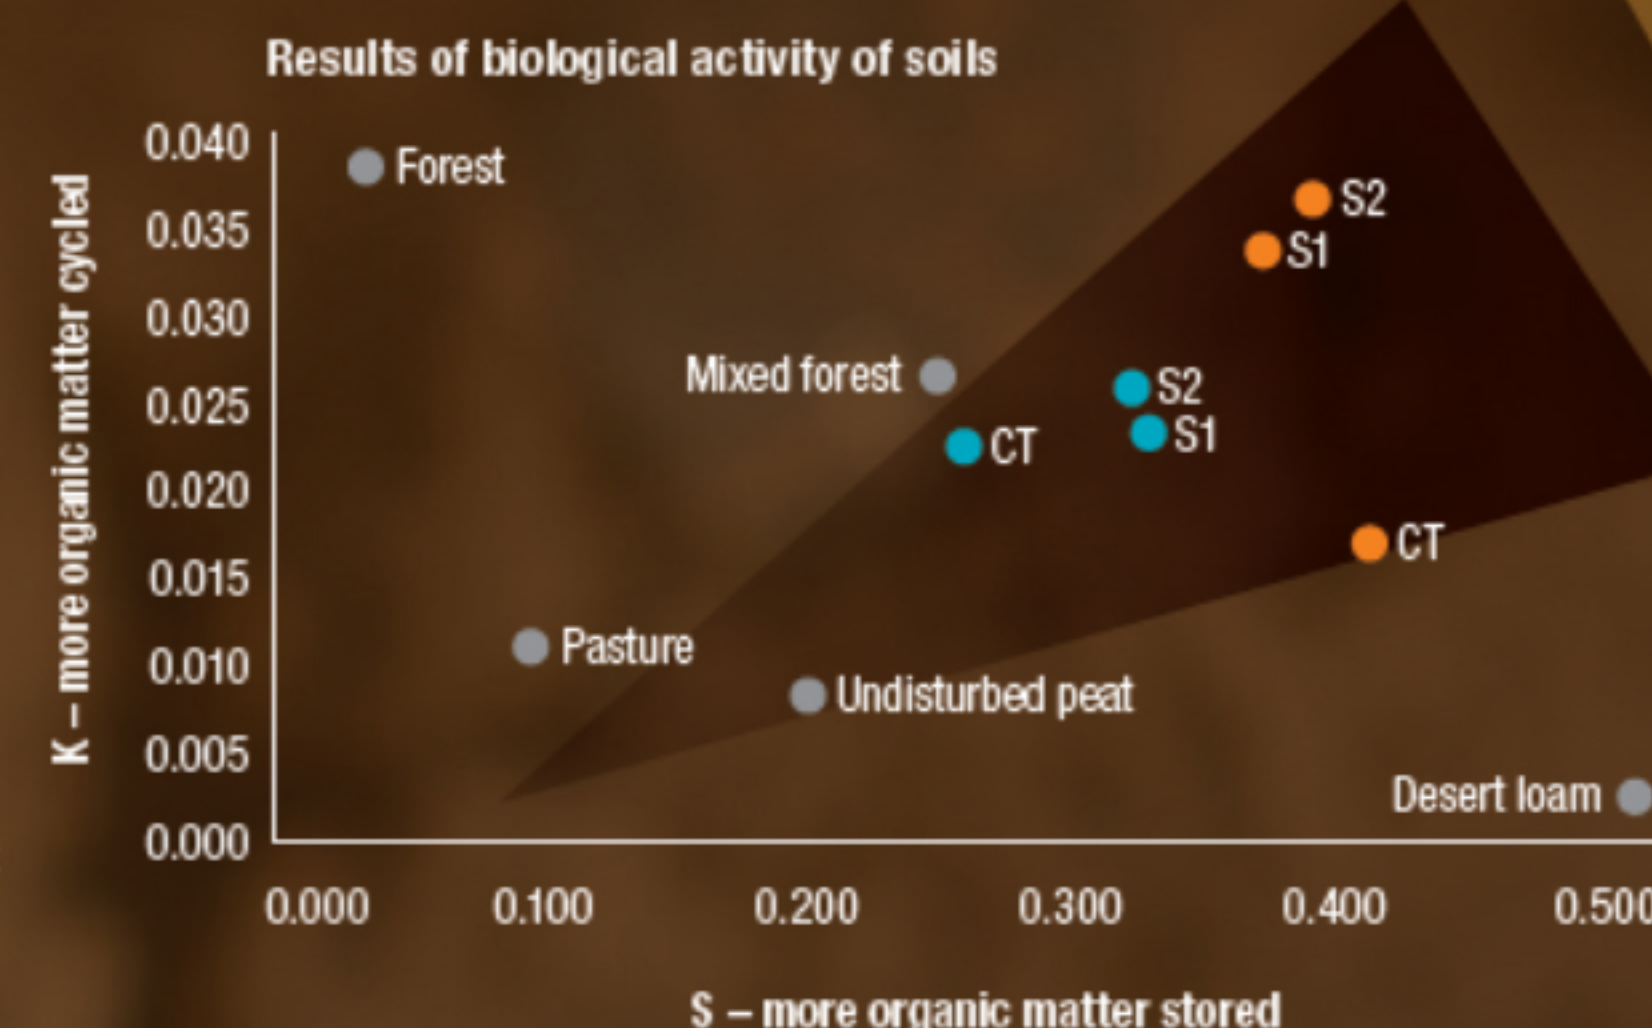 Results of biological activity of soils
K – more organic matter cycled
0.040
0.035
0.030
0.025
0.020
0.015
0.010
0.005
0.000
Forest
S2
S1
Mixed forest
S2
S1
CT
CT
Pasture
Undisturbed peat
Desert loam
0.000 0.100 0.200 0.300 0.400 0.500
S – more organic matter stored